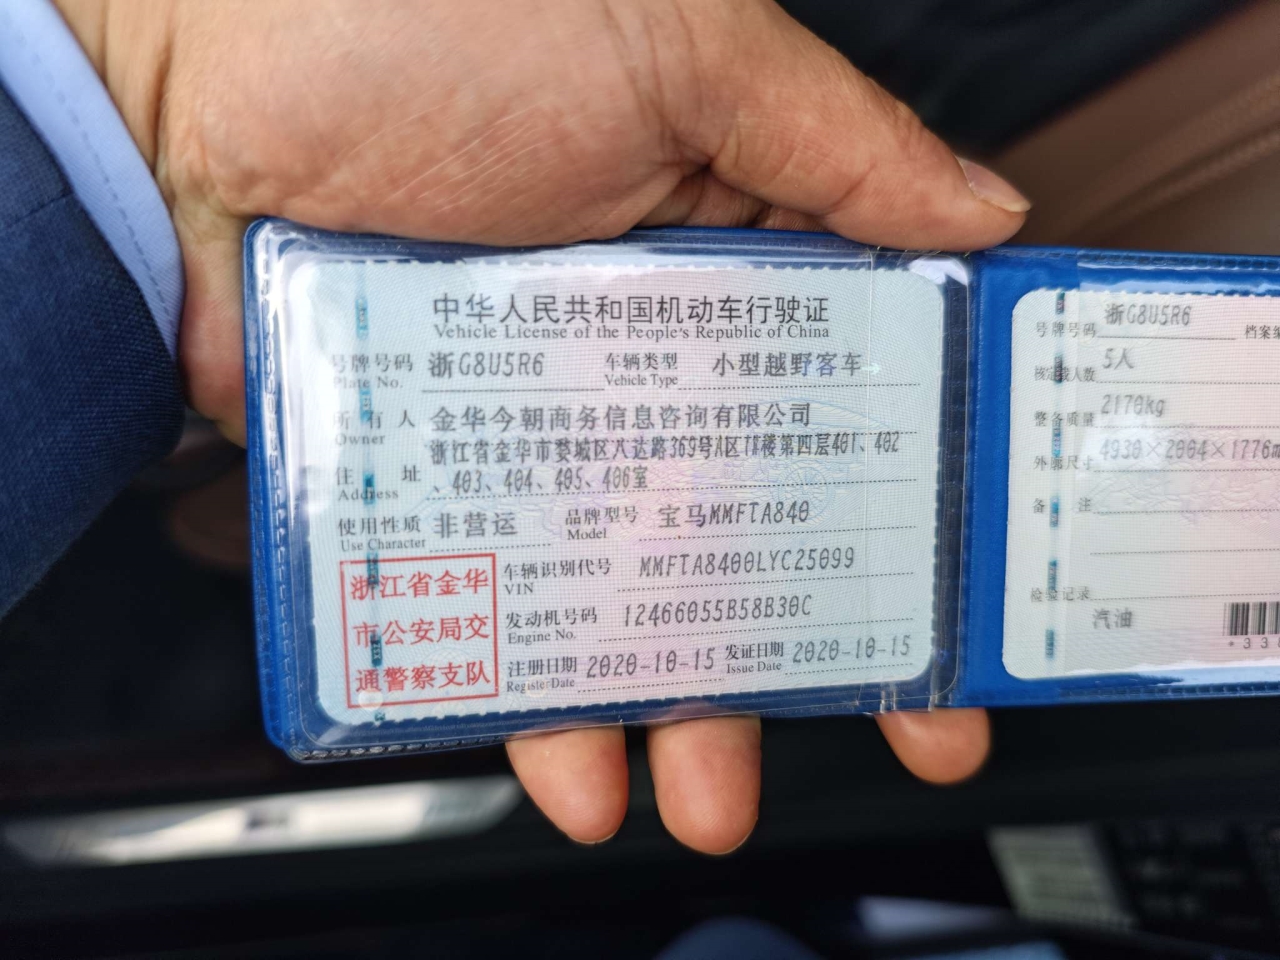 中华人民共和国机动车行驶证
Vehicle License of the People's Republic of China
号牌号码 浙G8U5R6 车辆类型 小型越野客车
Plate No. Vehicle Type
所有人 金华今朝商务信息咨询有限公司
Owner
浙江省金华市婺城区八达路369号A区T#楼第四层401、402
住址 、403、404、405、406室
Address
使用性质 非营运 品牌型号 宝马MMFTA840
Use Character Model
浙江省金华
市公安局交
通警察支队
车辆识别代号 MMFTA8400LYC25099
VIN
发动机号码 12466055B58B30C
Engine No.
注册日期 2020-10-15 发证日期 2020-10-15
Register Date Issue Date
号牌号码 浙G8U5R6 档案编
核定载人数 5人
整备质量 2170kg
外廓尺寸 4930×2004×1776m
备注
检验记录
汽油
*33